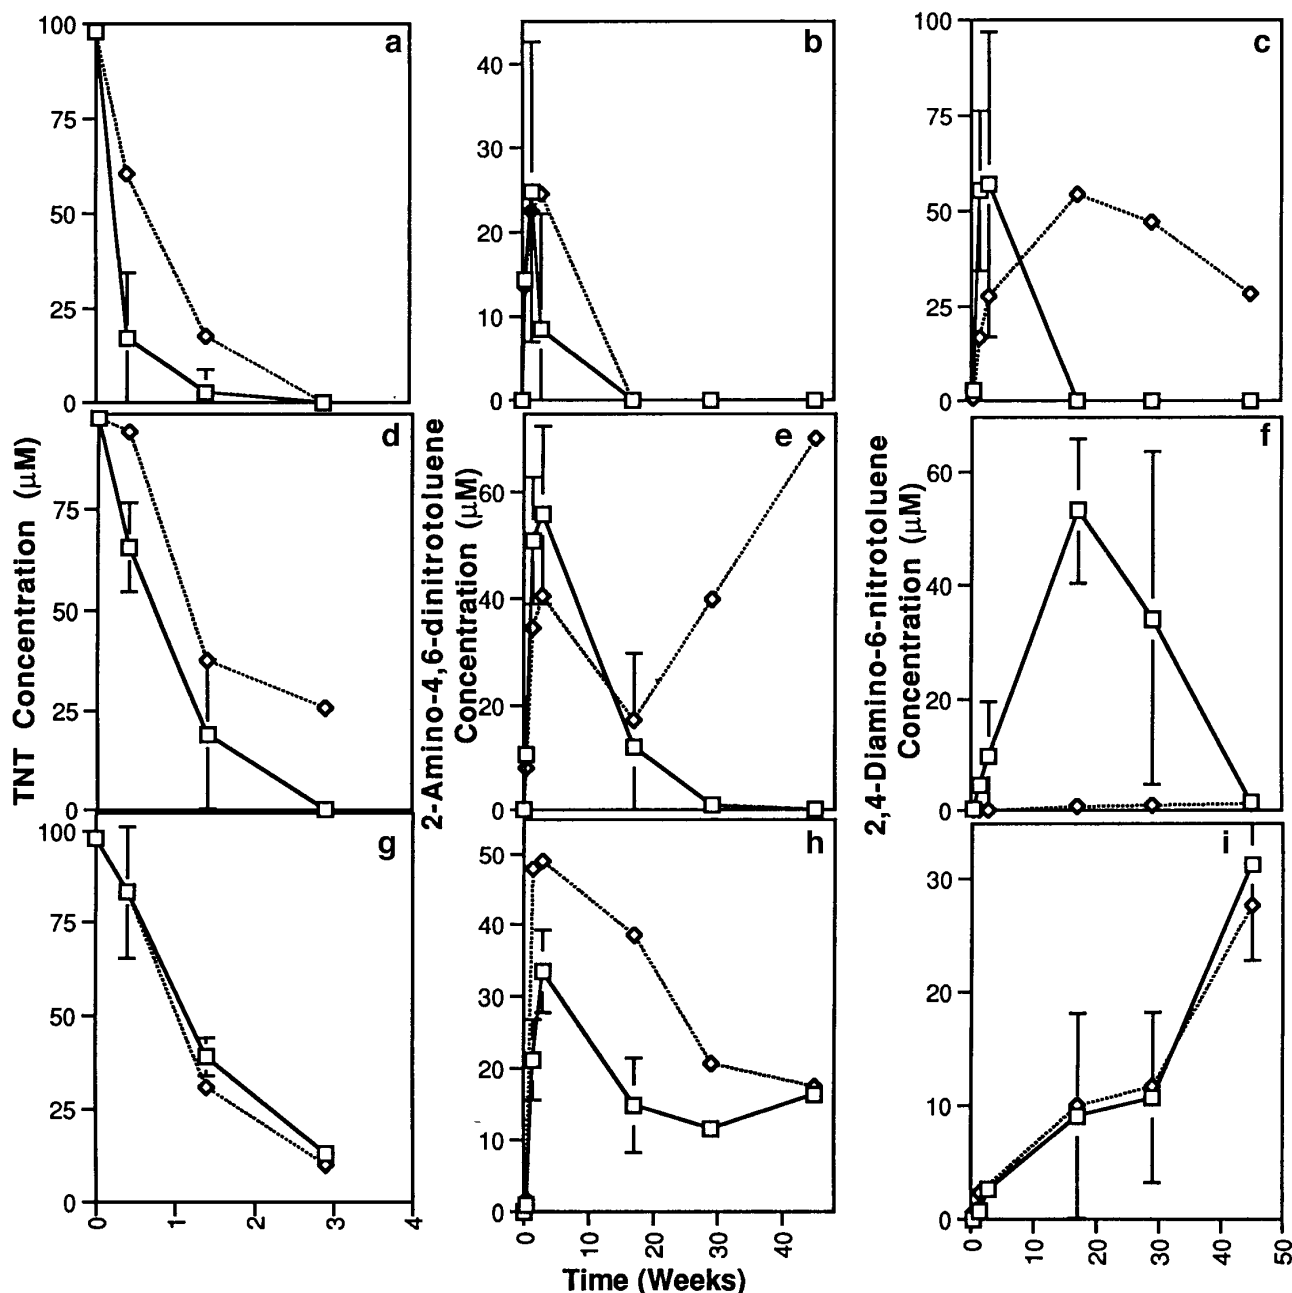 100
75
50
25
0
a
40
30
20
10
0
b
100
75
50
25
0
c
75
50
25
0
d
60
40
20
0
e
60
40
20
0
f
100
75
50
25
0
g
50
40
30
20
10
0
h
30
20
10
0
i
TNT Concentration (μM)
2-Amino-4,6-dinitrotoluene
Concentration (μM)
2,4-Diamino-6-nitrotoluene
Concentration (μM)
0 1 2 3 4
0 10 20 30 40
0 10 20 30 40 50
Time (Weeks)